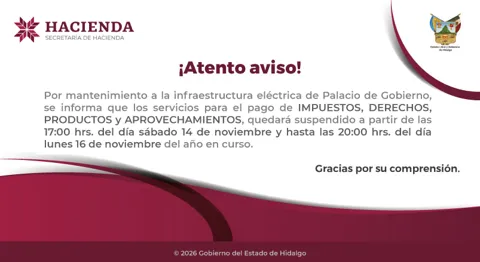 HACIENDA
SECRETARÍA DE HACIENDA
¡Atento aviso!
Por mantenimiento a la infraestructura eléctrica de Palacio de Gobierno,
se informa que los servicios para el pago de IMPUESTOS, DERECHOS,
PRODUCTOS y APROVECHAMIENTOS, quedará suspendido a partir de las
17:00 hrs. del día sábado 14 de noviembre y hasta las 20:00 hrs. del día
lunes 16 de noviembre del año en curso.
Gracias por su comprensión.
© 2026 Gobierno del Estado de Hidalgo